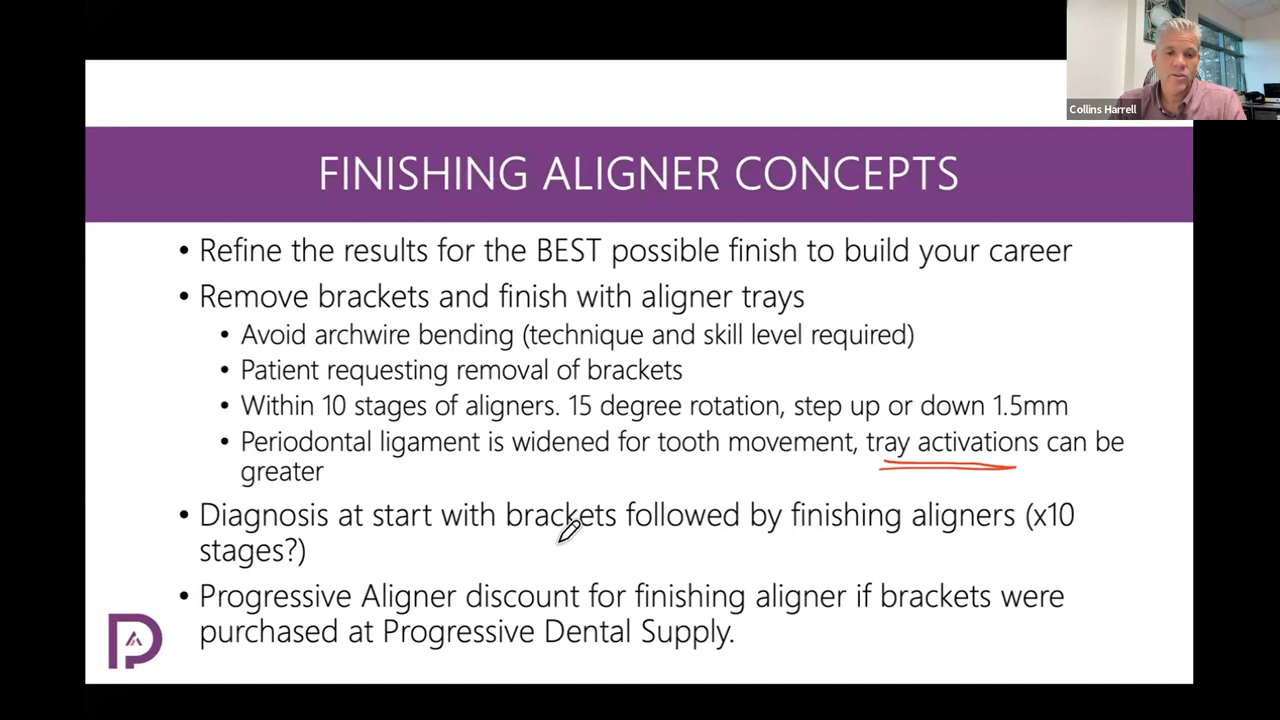 Collins Harrell
FINISHING ALIGNER CONCEPTS
• Refine the results for the BEST possible finish to build your career
• Remove brackets and finish with aligner trays
• Avoid archwire bending (technique and skill level required)
• Patient requesting removal of brackets
• Within 10 stages of aligners. 15 degree rotation, step up or down 1.5mm
• Periodontal ligament is widened for tooth movement, tray activations can be
greater
• Diagnosis at start with brackets followed by finishing aligners (x10
stages?)
• Progressive Aligner discount for finishing aligner if brackets were
purchased at Progressive Dental Supply.